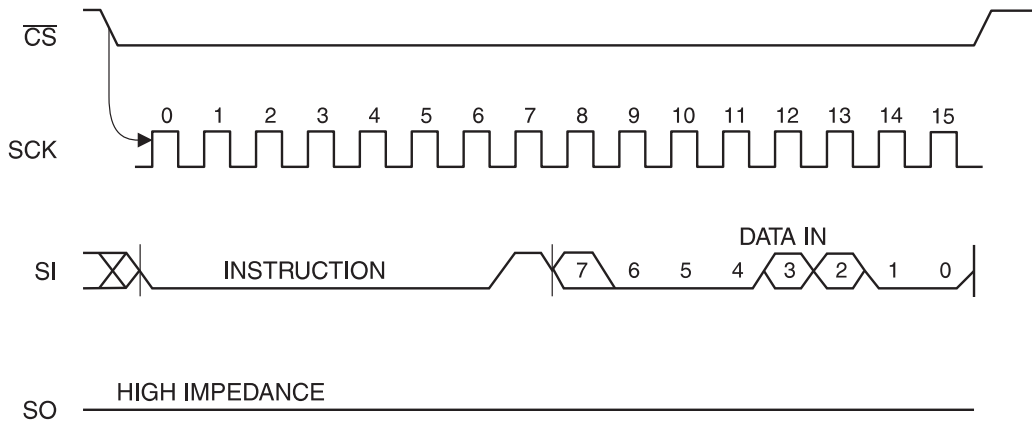 CS
0 1 2 3 4 5 6 7 8 9 10 11 12 13 14 15
SCK
DATA IN
SI
INSTRUCTION
7 6 5 4 3 2 1 0
HIGH IMPEDANCE
SO